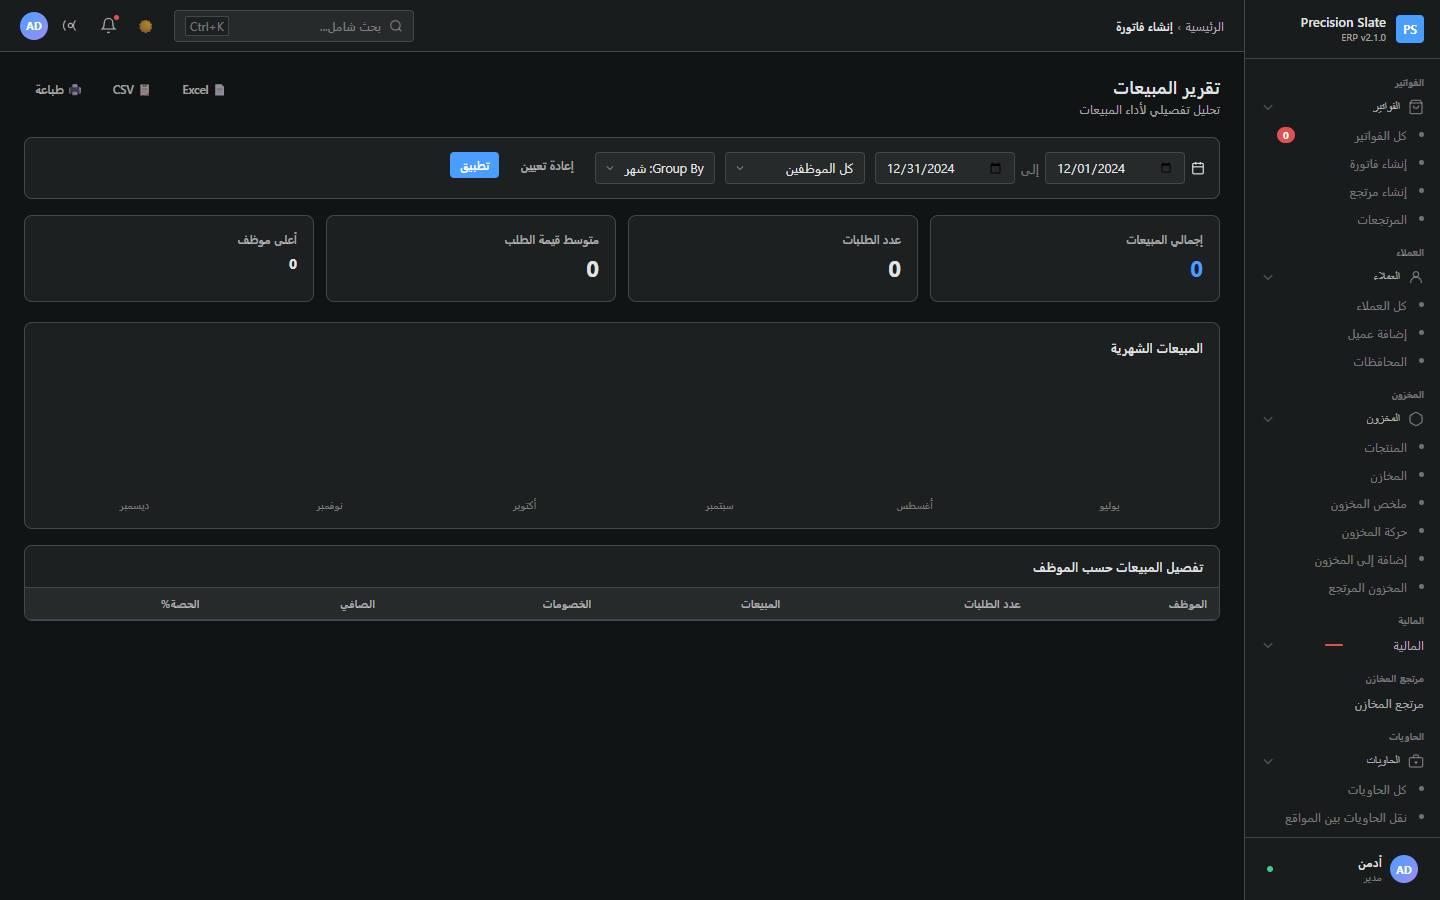 Precision Slate
ERP v2.1.0
PS
الفواتير
الفواتير
كل الفواتير
0
إنشاء فاتورة
إنشاء مرتجع
المرتجعات
العملاء
العملاء
كل العملاء
إضافة عميل
المحافظات
المخزون
المخزون
المنتجات
المخازن
ملخص المخزون
حركة المخزون
إضافة إلى المخزون
المخزون المرتجع
المالية
المالية
مرتجع المخازن
مرتجع المخازن
الحاويات
الحاويات
كل الحاويات
نقل الحاويات بين المواقع
AD
أدمن
مدير
الرئيسية › إنشاء فاتورة
بحث شامل...
Ctrl+K
AD
تقرير المبيعات
تحليل تفصيلي لأداء المبيعات
Excel
CSV
طباعة
12/01/2024
إلى
12/31/2024
كل الموظفين
Group By: شهر
إعادة تعيين
تطبيق
إجمالي المبيعات
0
عدد الطلبات
0
متوسط قيمة الطلب
0
أعلى موظف
0
المبيعات الشهرية
يوليو
أغسطس
سبتمبر
أكتوبر
نوفمبر
ديسمبر
تفصيل المبيعات حسب الموظف
الموظف
عدد الطلبات
المبيعات
الخصومات
الصافي
الحصة%